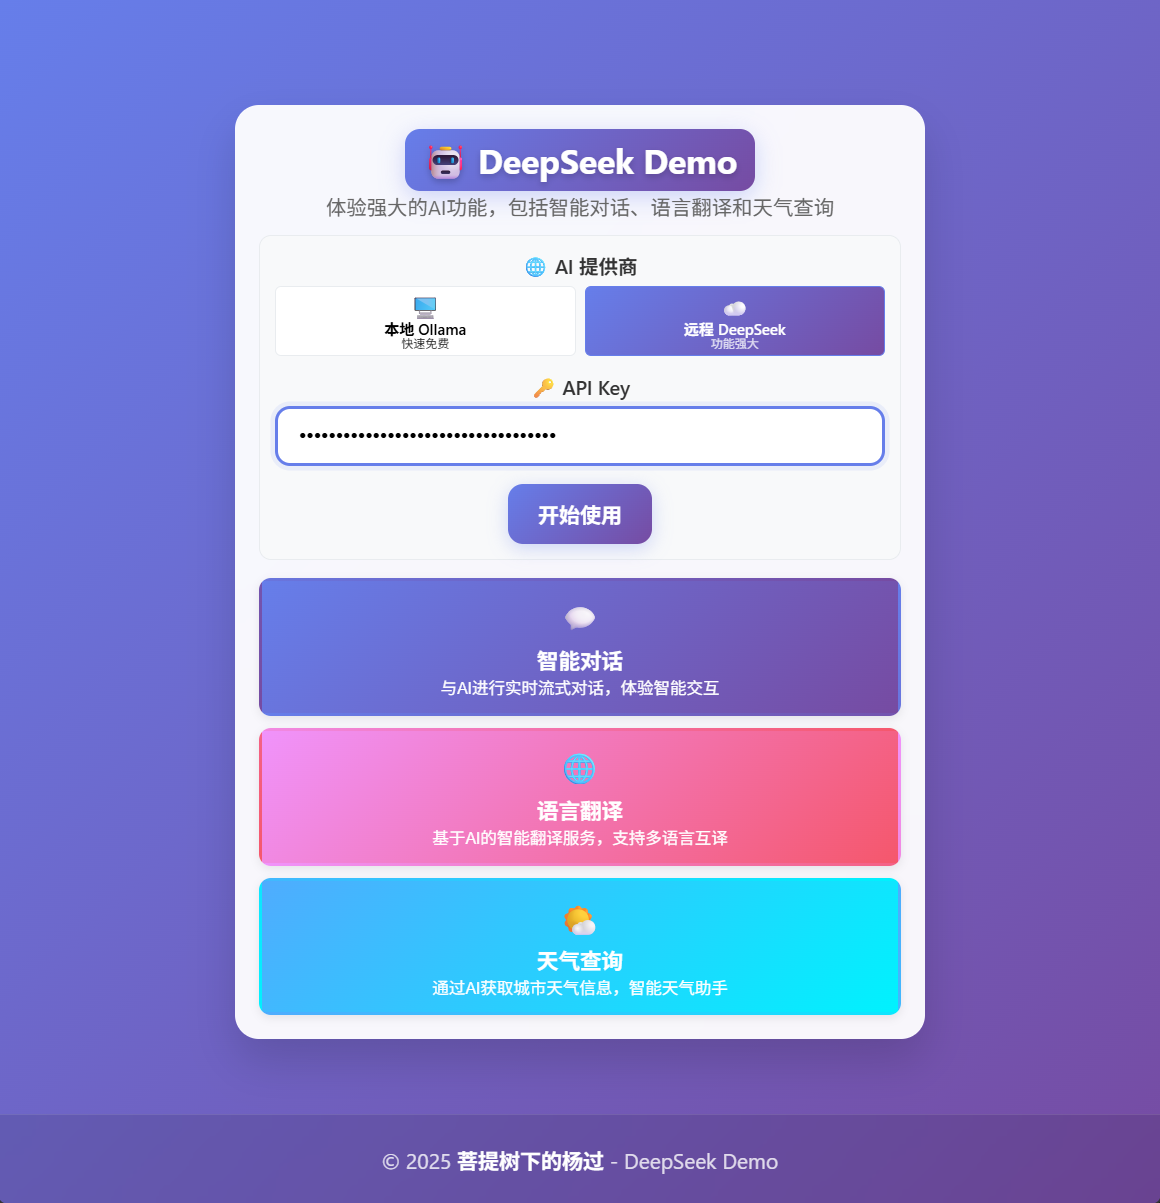 DeepSeek Demo
体验强大的AI功能，包括智能对话、语言翻译和天气查询
AI 提供商
本地 Ollama
快速免费
远程 DeepSeek
功能强大
API Key
•••••••••••••••••••••••••••••••••••
开始使用
智能对话
与AI进行实时流式对话，体验智能交互
语言翻译
基于AI的智能翻译服务，支持多语言互译
天气查询
通过AI获取城市天气信息，智能天气助手
© 2025 菩提树下的杨过 - DeepSeek Demo